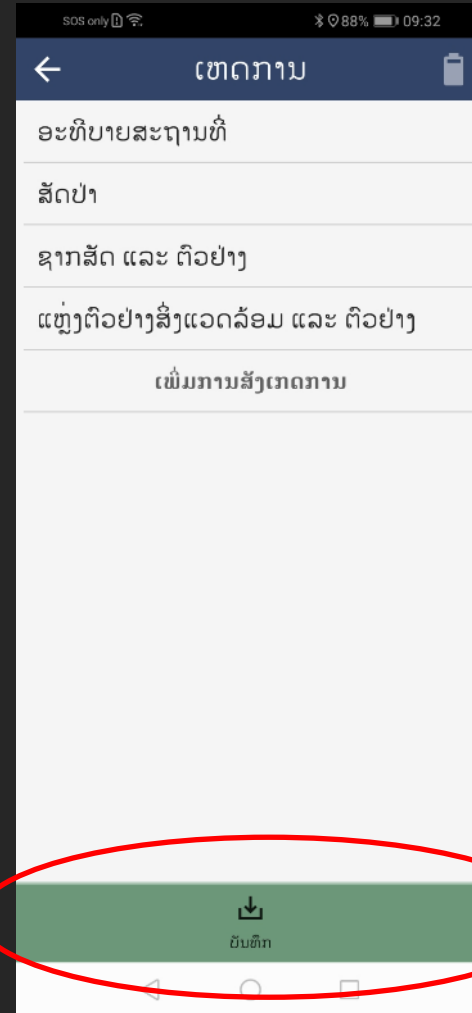 SOS only 88% 09:32
ເຫດການ
ອະທີບາຍສະຖານທີ່
ສັດປ່າ
ຊາກສັດ ແລະ ຕົວຢ່າງ
ແຫຼ່ງຕົວຢ່າງສິ່ງແວດລ້ອມ ແລະ ຕົວຢ່າງ
ເພີ່ມການສັງເກດການ
ບັນທຶກ